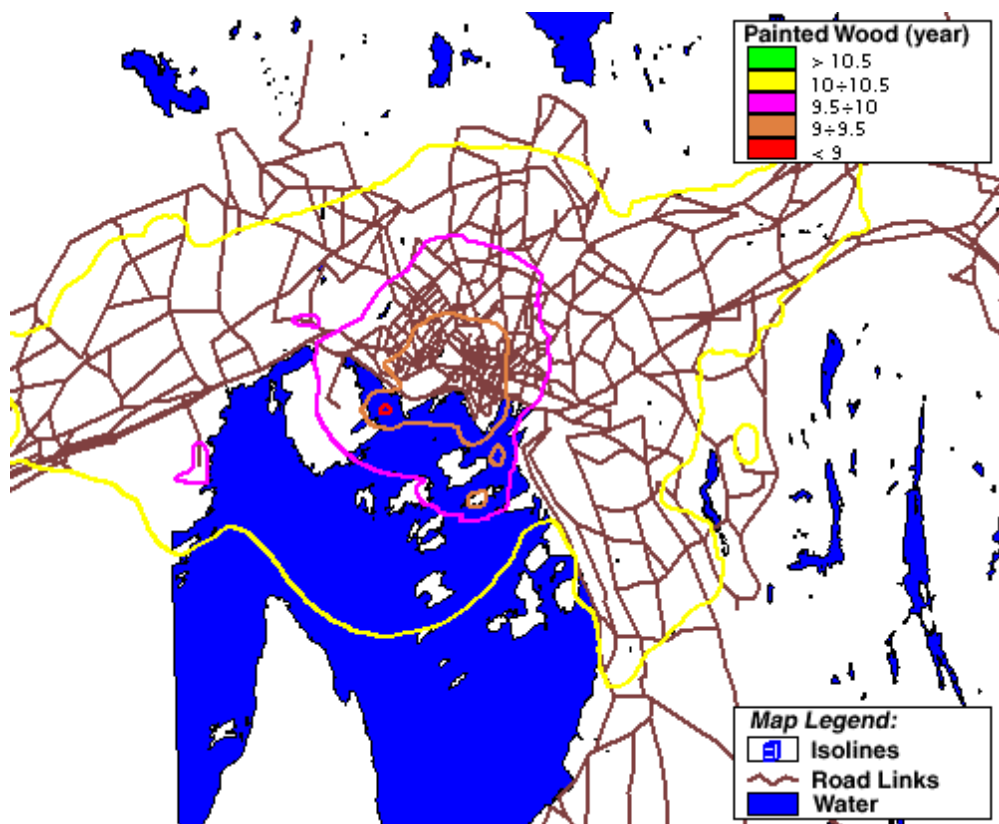 Painted Wood (year)
> 10.5
10÷10.5
9.5÷10
9÷9.5
< 9
Map Legend:
Isolines
Road Links
Water